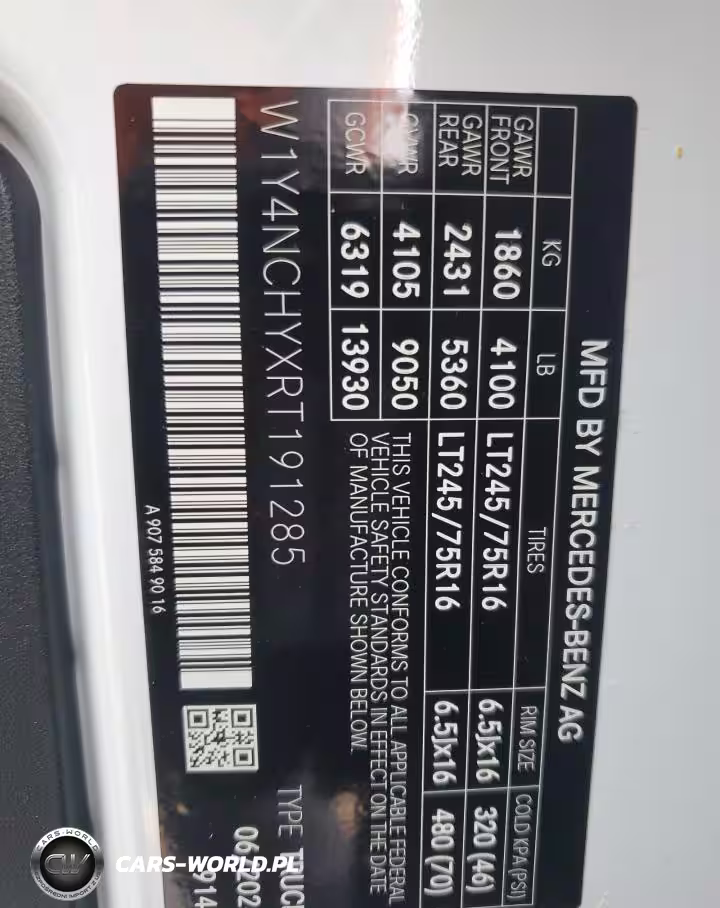 MFD BY MERCEDES-BENZ AG
KG LB TIRES RIM SIZE COLD KPA (PSI)
GAWR FRONT 1860 4100 LT245/75R16 6.5Jx16 320 (46)
GAWR REAR 2431 5360 LT245/75R16 6.5Jx16 480 (70)
GVWR 4105 9050
GCWR 6319 13930
THIS VEHICLE CONFORMS TO ALL APPLICABLE FEDERAL
VEHICLE SAFETY STANDARDS IN EFFECT ON THE DATE
OF MANUFACTURE SHOWN BELOW.
W1Y4NCHYXRT191285
TYPE
A 907 584 90 16
CARS-WORLD
CW
CARS-WORLD.PL